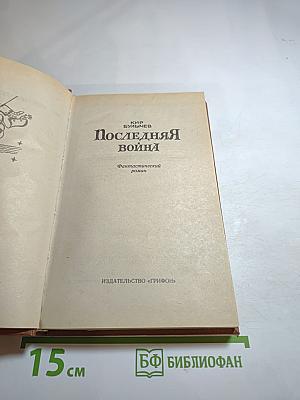 КИР
БУЛЫЧЕВ
ПОСЛЕДНЯЯ
ВОЙНА
Фантастический
роман
ИЗДАТЕЛЬСТВО «ГРИФОН»
15 см
БФ БИБЛИОФАН